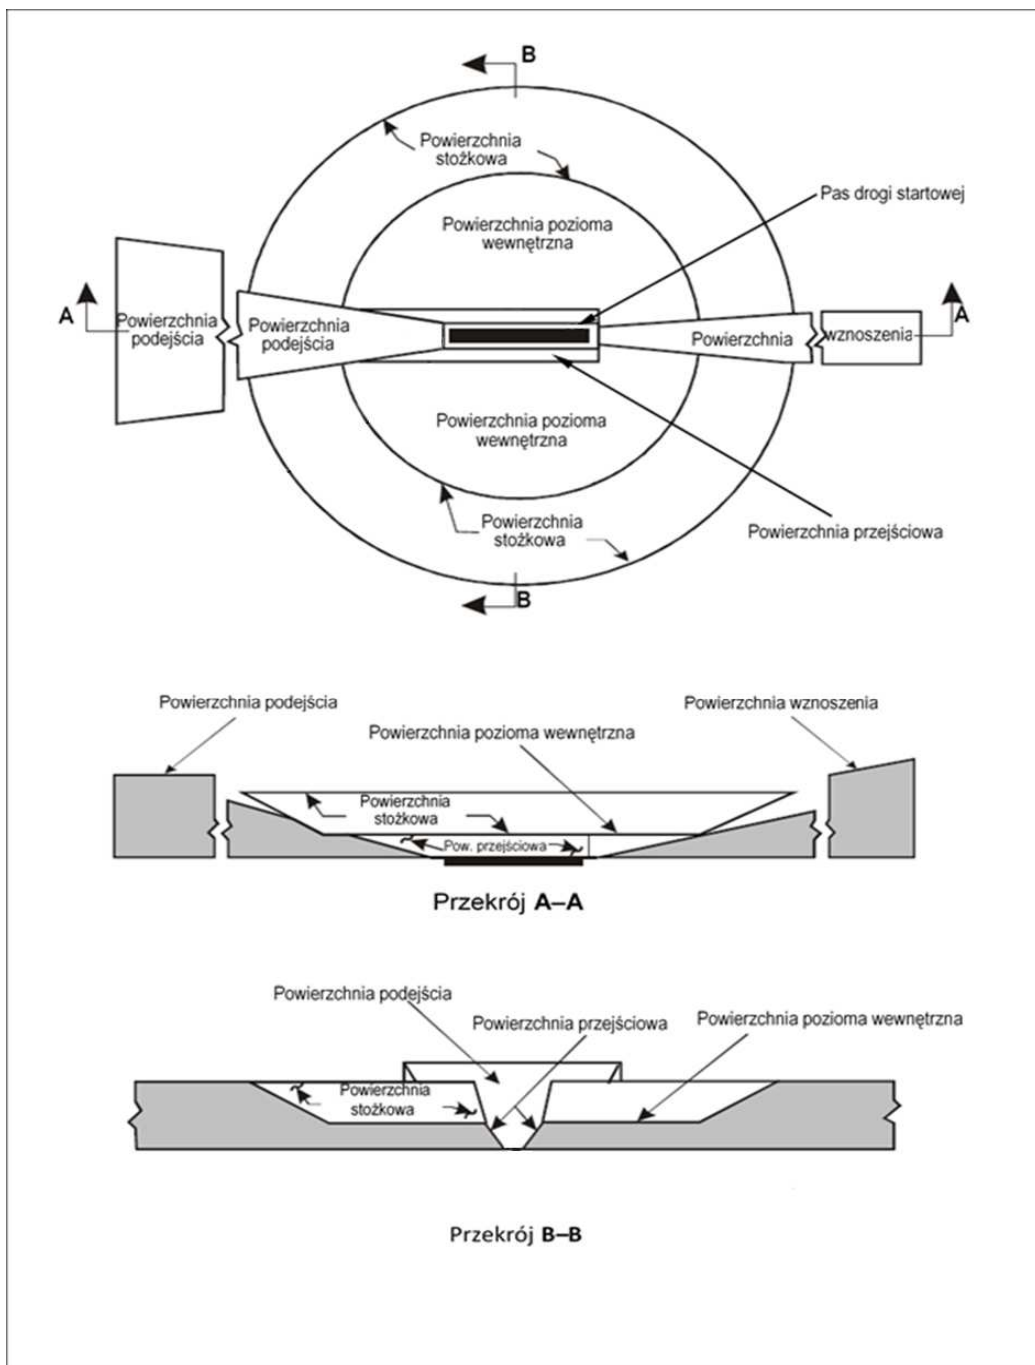 B
Powierzchnia
stożkowa
Pas drogi startowej
Powierzchnia pozioma
wewnętrzna
A
Powierzchnia
podejścia
Powierzchnia
podejścia
Powierzchnia
wznoszenia
A
Powierzchnia pozioma
wewnętrzna
Powierzchnia
stożkowa
Powierzchnia przejściowa
B
Powierzchnia podejścia
Powierzchnia wznoszenia
Powierzchnia pozioma wewnętrzna
Powierzchnia
stożkowa
Pow. przejściowa
Przekrój A–A
Powierzchnia podejścia
Powierzchnia przejściowa
Powierzchnia pozioma wewnętrzna
Powierzchnia
stożkowa
Przekrój B–B